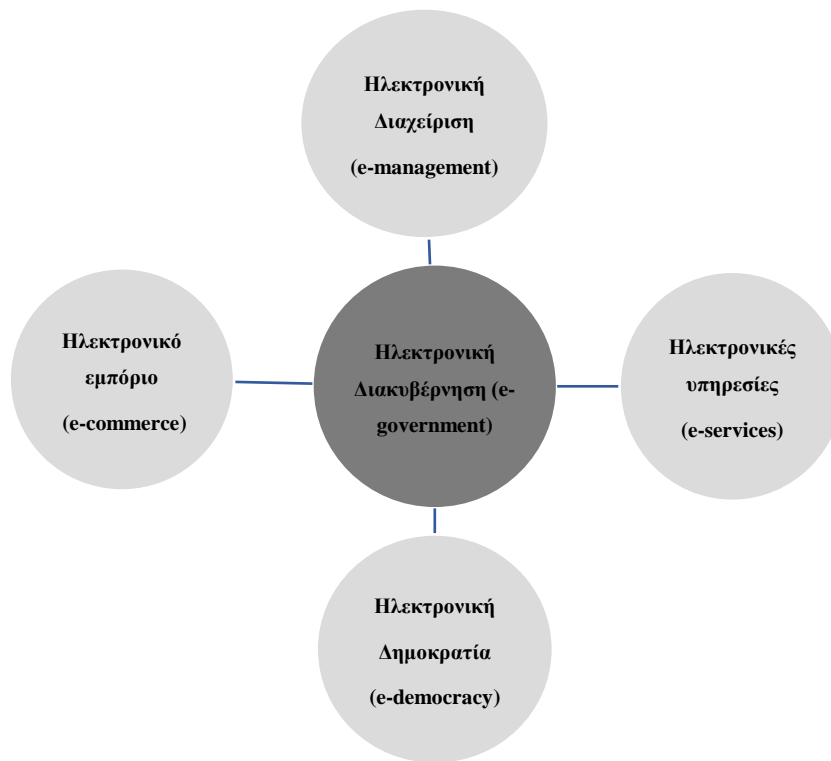 Ηλεκτρονική
Διαχείριση
(e-management)
Ηλεκτρονικό
εμπόριο
(e-commerce)
Ηλεκτρονική
Διακυβέρνηση (e-
government)
Ηλεκτρονικές
υπηρεσίες
(e-services)
Ηλεκτρονική
Δημοκρατία
(e-democracy)